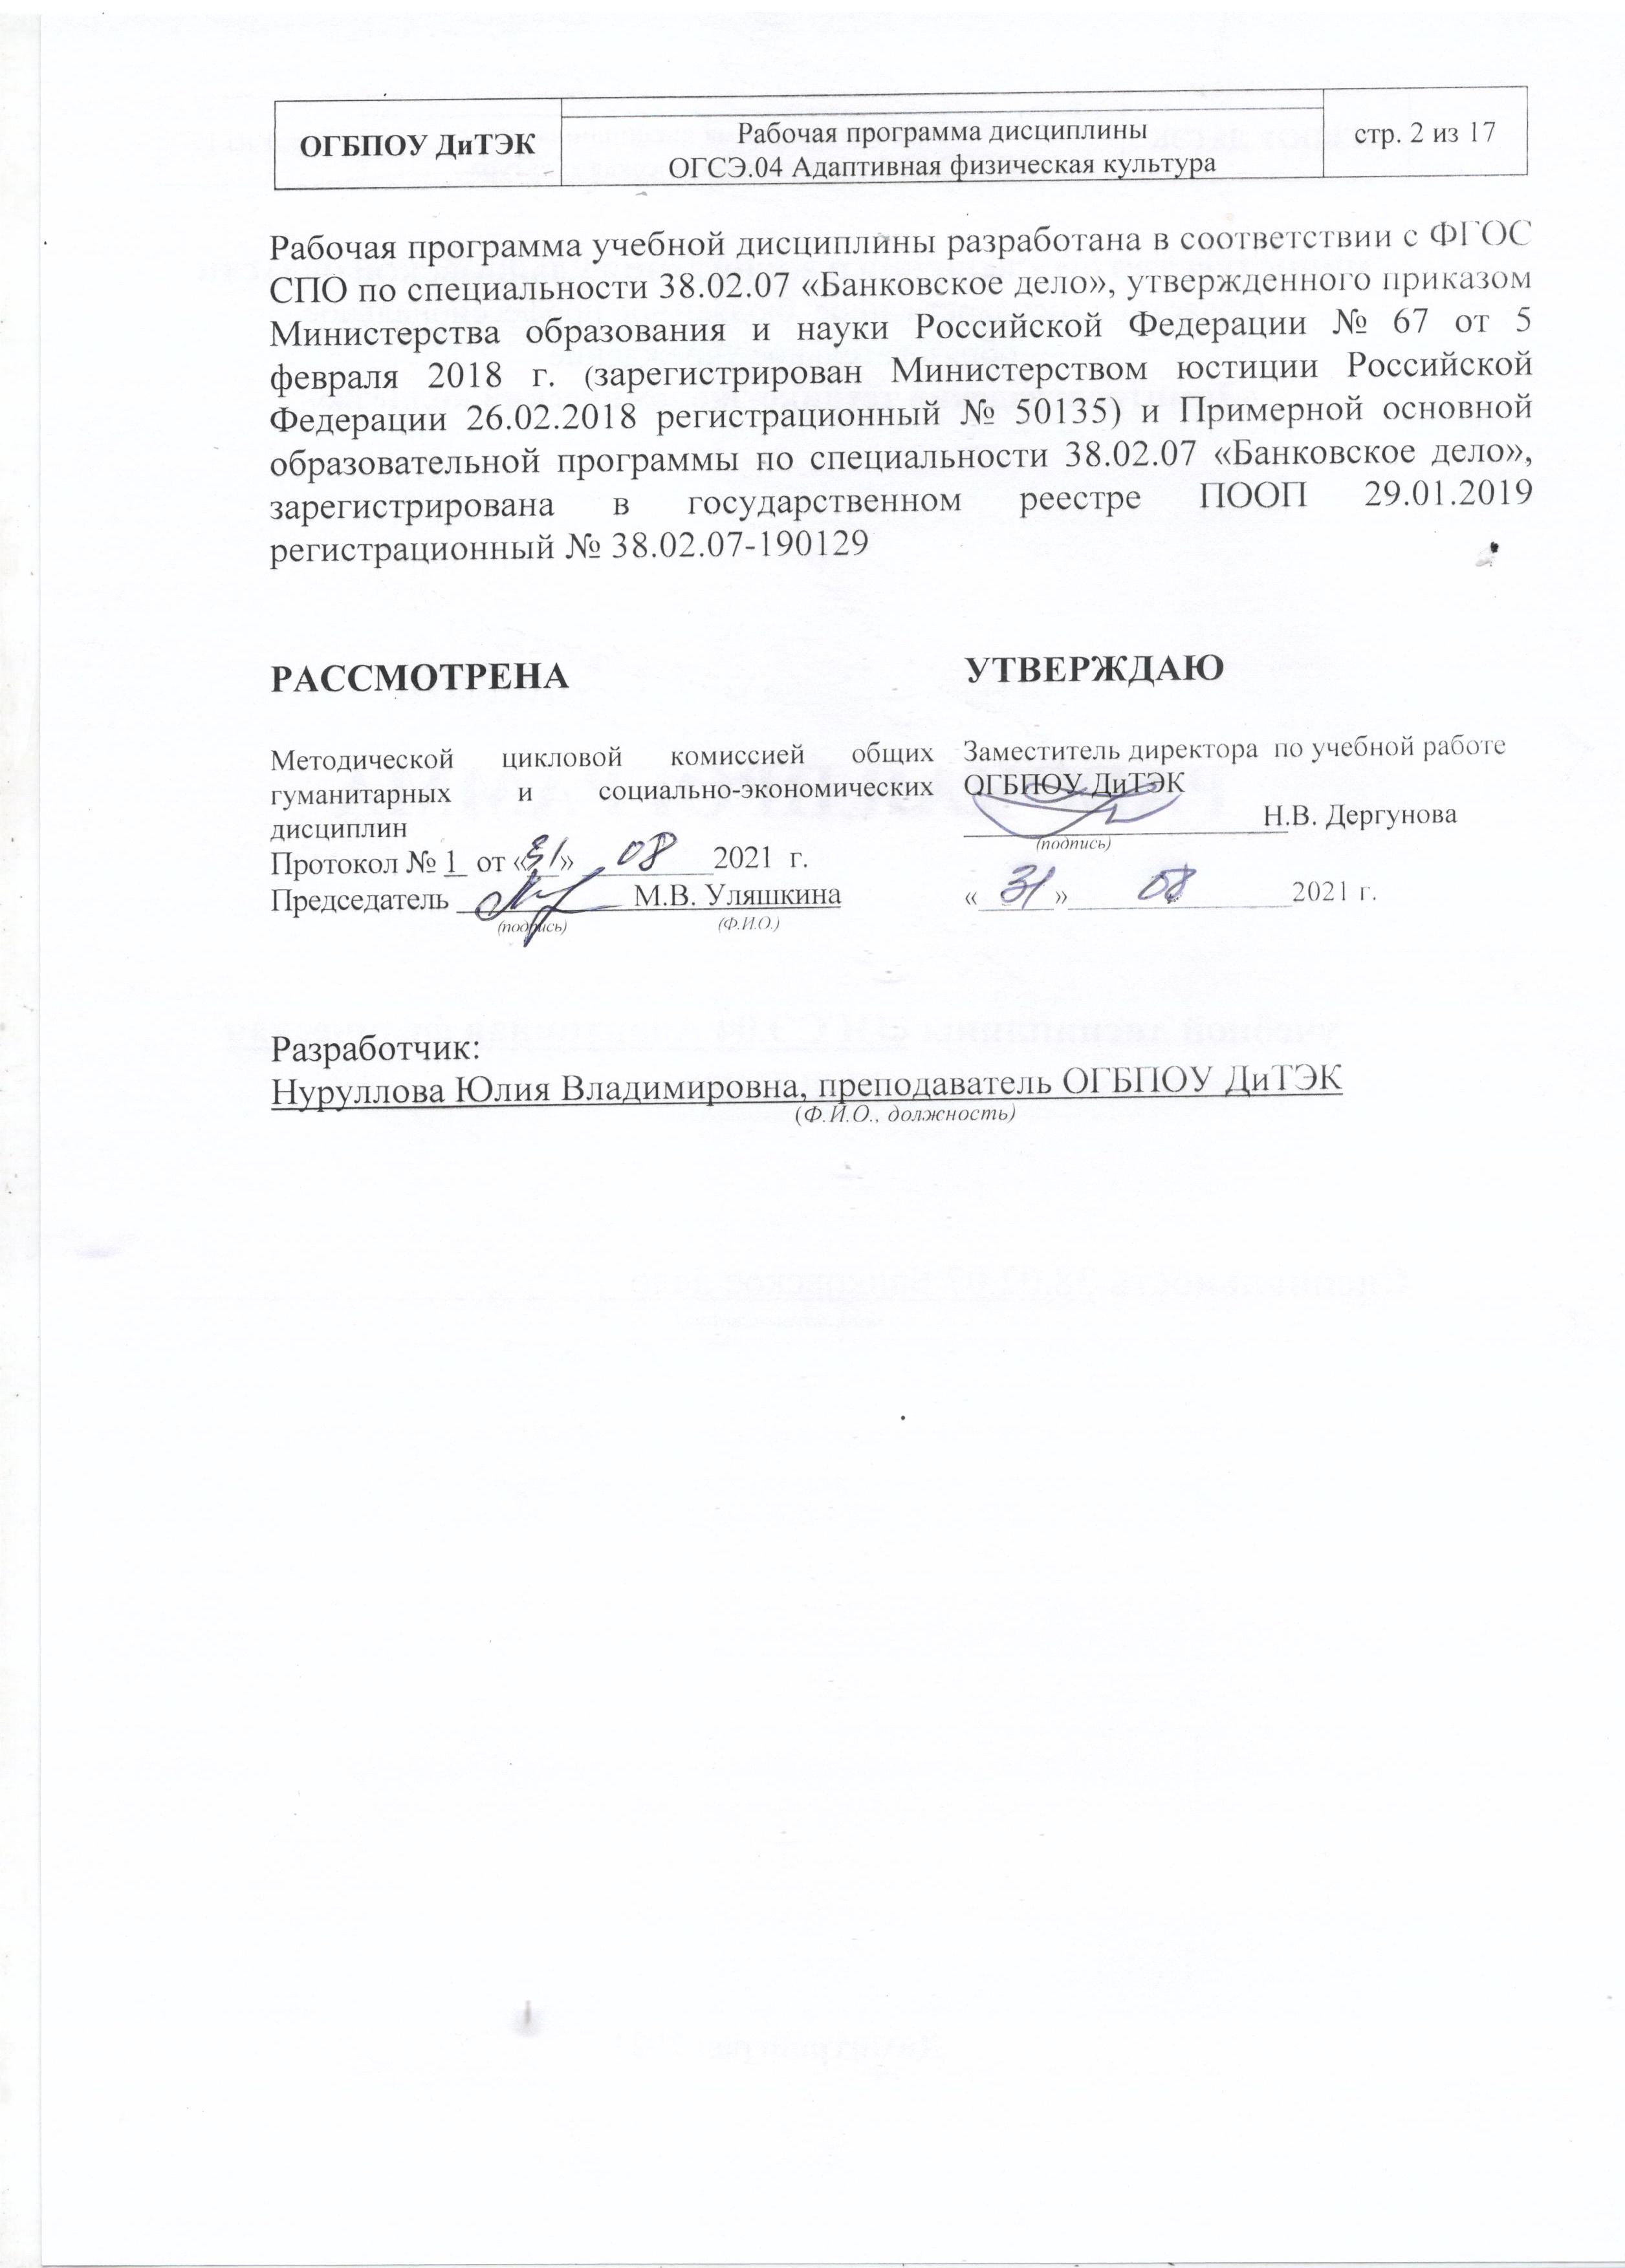 ОГБПОУ ДиТЭК
Рабочая программа дисциплины
ОГСЭ.04 Адаптивная физическая культура
стр. 2 из 17
Рабочая программа учебной дисциплины разработана в соответствии с ФГОС
СПО по специальности 38.02.07 «Банковское дело», утвержденного приказом
Министерства образования и науки Российской Федерации № 67 от 5
февраля 2018 г. (зарегистрирован Министерством юстиции Российской
Федерации 26.02.2018 регистрационный № 50135) и Примерной основной
образовательной программы по специальности 38.02.07 «Банковское дело»,
зарегистрирована в государственном реестре ПООП 29.01.2019
регистрационный № 38.02.07-190129
РАССМОТРЕНА
Методической цикловой комиссией общих
гуманитарных и социально-экономических
дисциплин
Протокол № 1 от «31» 08 2021 г.
Председатель М.В. Уляшкина
(подпись) (Ф.И.О.)
УТВЕРЖДАЮ
Заместитель директора по учебной работе
ОГБПОУ ДиТЭК
Н.В. Дергунова
(подпись)
«31» 08 2021 г.
Разработчик:
Нуруллова Юлия Владимировна, преподаватель ОГБПОУ ДиТЭК
(Ф.И.О., должность)